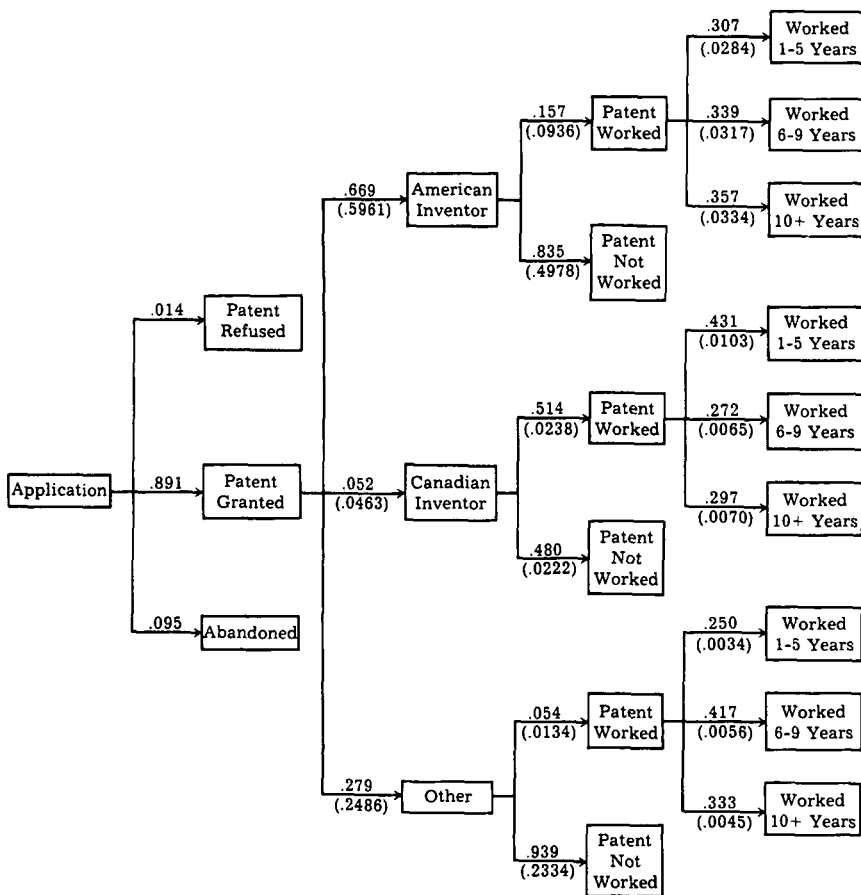 .307
(.0284)
Worked
1-5 Years
.157
(.0936)
Patent
Worked
.339
(.0317)
Worked
6-9 Years
.669
(.5961)
American
Inventor
.357
(.0334)
Worked
10+ Years
.835
(.4978)
Patent
Not
Worked
.014
Patent
Refused
.431
(.0103)
Worked
1-5 Years
.514
(.0238)
Patent
Worked
.272
(.0065)
Worked
6-9 Years
Application
.891
Patent
Granted
.052
(.0463)
Canadian
Inventor
.297
(.0070)
Worked
10+ Years
.480
(.0222)
Patent
Not
Worked
.095
Abandoned
.250
(.0034)
Worked
1-5 Years
.054
(.0134)
Patent
Worked
.417
(.0056)
Worked
6-9 Years
.279
(.2486)
Other
.333
(.0045)
Worked
10+ Years
.939
(.2334)
Patent
Not
Worked